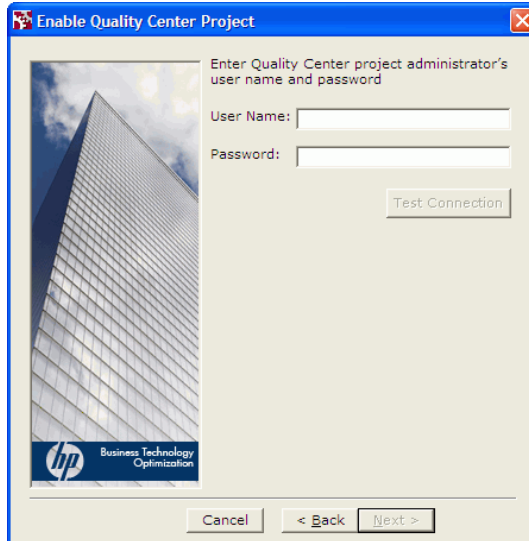 Enable Quality Center Project
Enter Quality Center project administrator's
user name and password
User Name:
Password:
Test Connection
hp
Business Technology
Optimization
Cancel
< Back
Next >